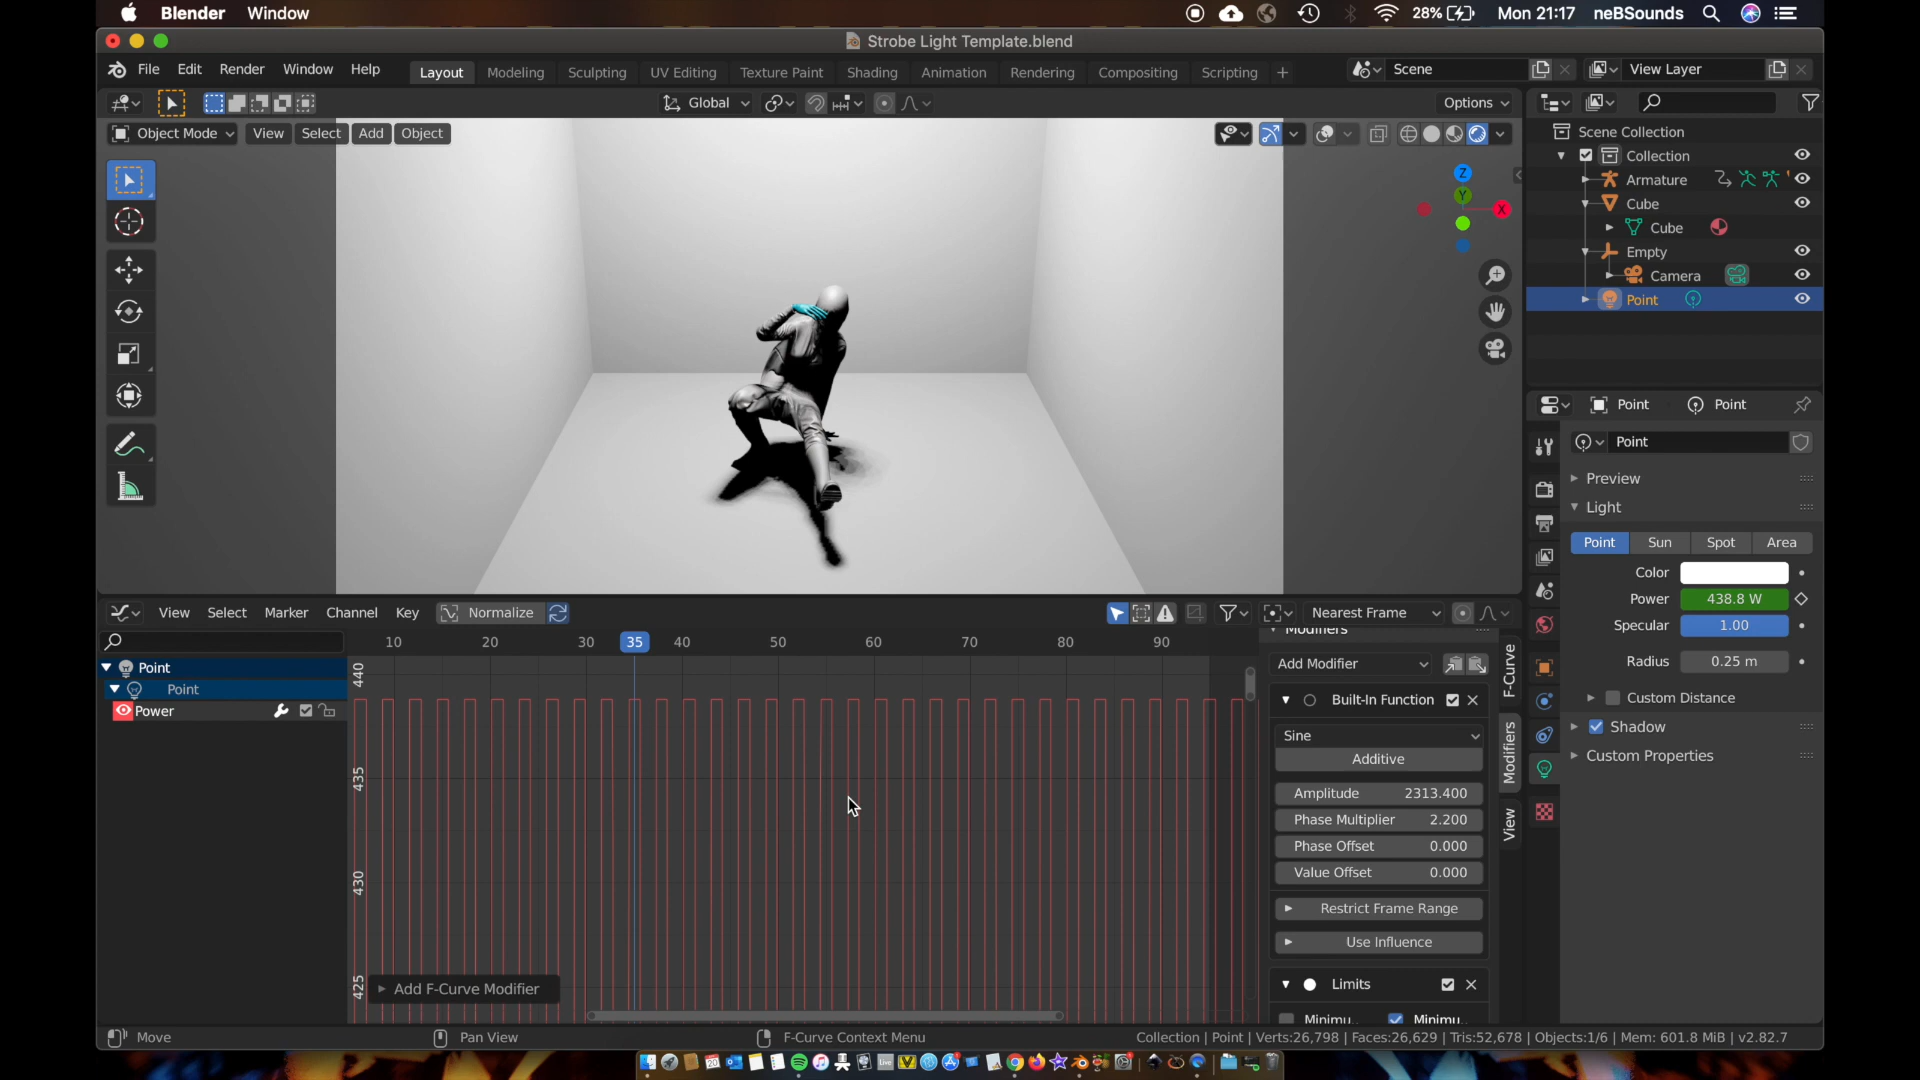 Blender Window 28% Mon 21:17 neBSounds
Strobe Light Template.blend
File Edit Render Window Help Layout Modeling Sculpting UV Editing Texture Paint Shading Animation Rendering Compositing Scripting + Scene View Layer
Global Options
Object Mode View Select Add Object
Scene Collection
Collection
Armature
Cube
Cube
Empty
Camera
Point
Z
Y
X
Point Point
Point
Preview
Light
Point Sun Spot Area
Color
Power 438.8 W
Specular 1.00
Radius 0.25 m
Custom Distance
Shadow
Custom Properties
View Select Marker Channel Key Normalize Nearest Frame
10 20 30 35 40 50 60 70 80 90
Point
Point
Power
440
435
430
425
Add F-Curve Modifier
Modifiers
Add Modifier
Built-In Function
Sine
Additive
Amplitude 2313.400
Phase Multiplier 2.200
Phase Offset 0.000
Value Offset 0.000
Restrict Frame Range
Use Influence
Limits
Minimu.. Minimu..
F-Curve
Modifiers
View
Move Pan View F-Curve Context Menu Collection | Point | Verts:26,798 | Faces:26,629 | Tris:52,678 | Objects:1/6 | Mem: 601.8 MiB | v2.82.7